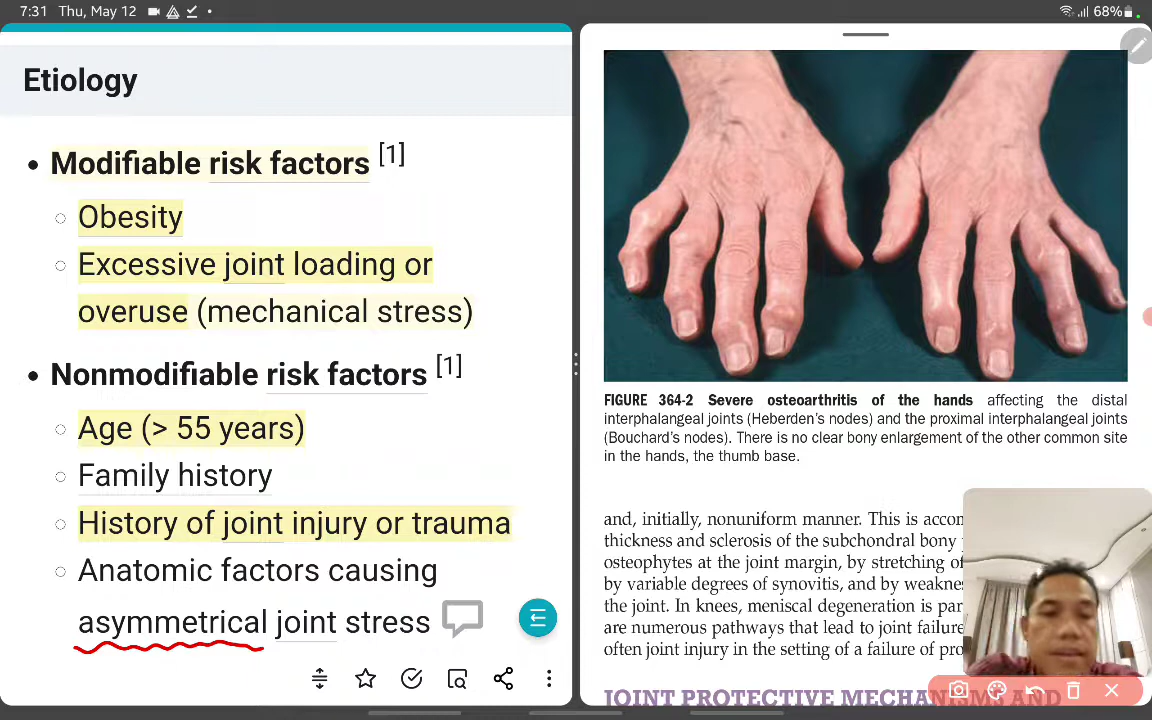 7:31 Thu, May 12
68%
Etiology
• Modifiable risk factors [1]
Obesity
Excessive joint loading or
overuse (mechanical stress)
• Nonmodifiable risk factors [1]
Age (> 55 years)
Family history
History of joint injury or trauma
Anatomic factors causing
asymmetrical joint stress
FIGURE 364-2 Severe osteoarthritis of the hands affecting the distal
interphalangeal joints (Heberden's nodes) and the proximal interphalangeal joints
(Bouchard's nodes). There is no clear bony enlargement of the other common site
in the hands, the thumb base.
and, initially, nonuniform manner. This is accom
thickness and sclerosis of the subchondral bony
osteophytes at the joint margin, by stretching of
by variable degrees of synovitis, and by weakne
the joint. In knees, meniscal degeneration is par
are numerous pathways that lead to joint failure
often joint injury in the setting of a failure of pro
JOINT PROTECTIVE MECHANISMS AND